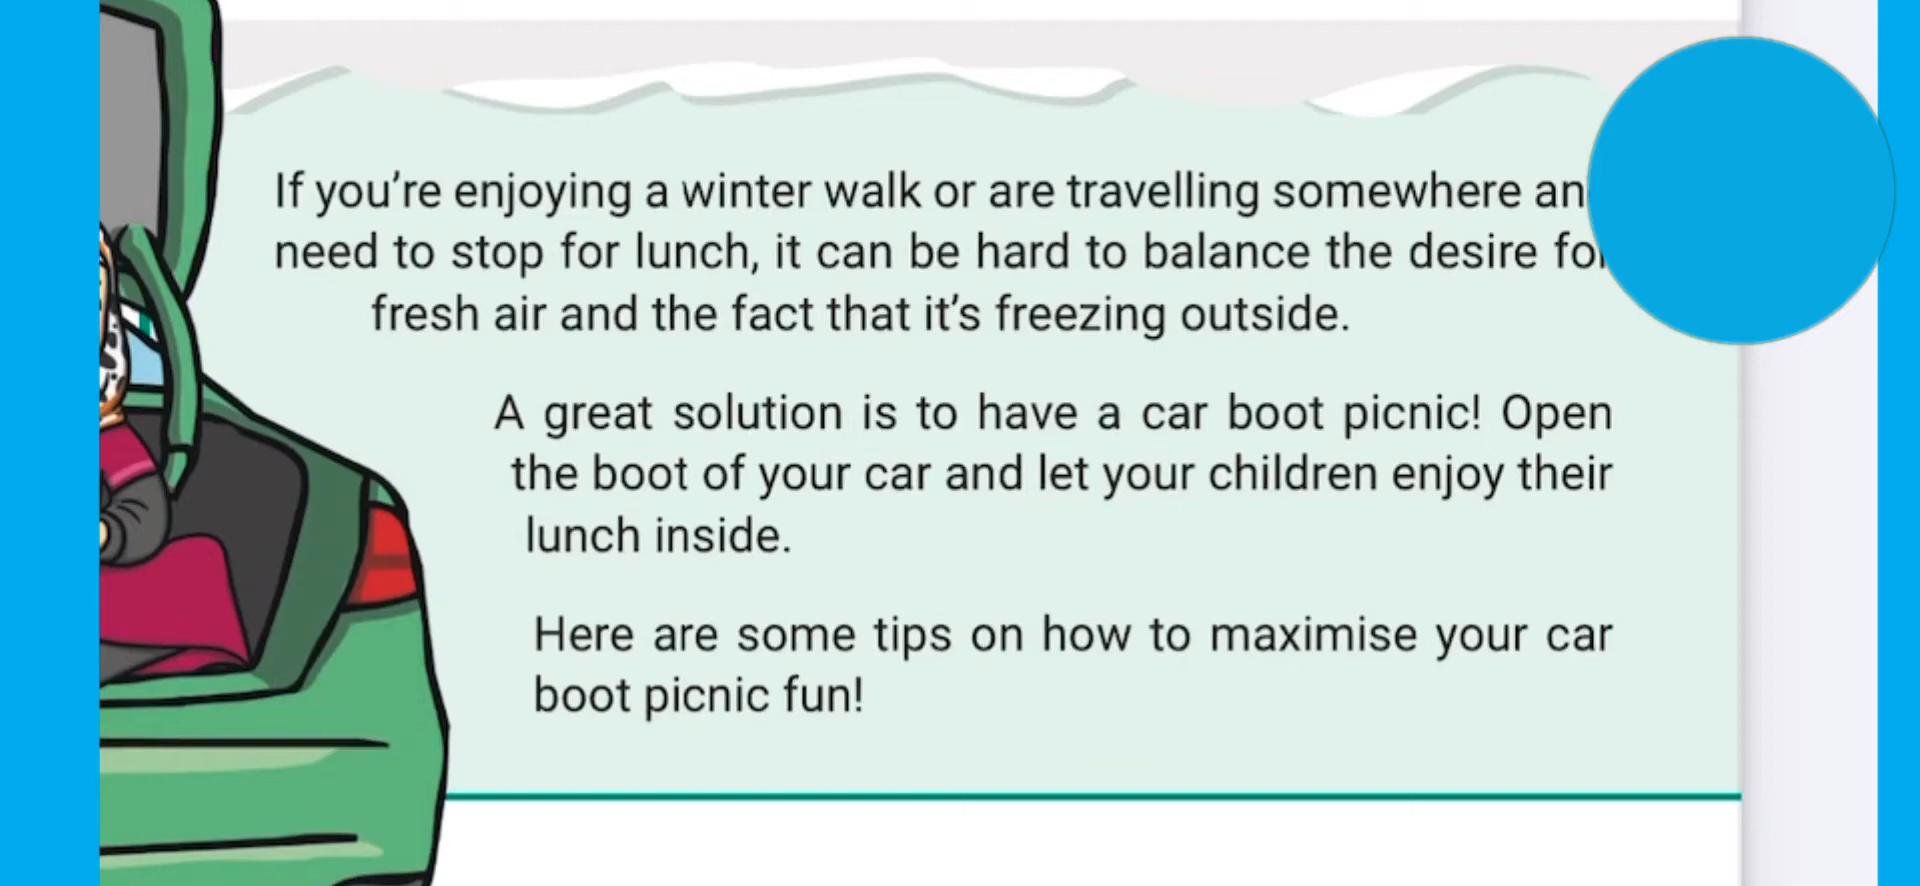 If you’re enjoying a winter walk or are travelling somewhere
need to stop for lunch, it can be hard to balance the desire
fresh air and the fact that it’s freezing outside.
A great solution is to have a car boot picnic! Open
the boot of your car and let your children enjoy their
lunch inside.
Here are some tips on how to maximise your car
boot picnic fun!